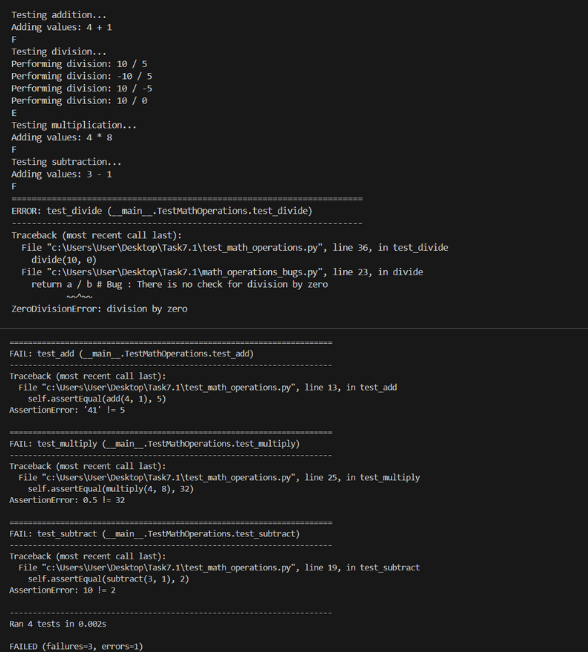 Testing addition...
Adding values: 4 + 1
F
Testing division...
Performing division: 10 / 5
Performing division: -10 / 5
Performing division: 10 / -5
Performing division: 10 / 0
E
Testing multiplication...
Adding values: 4 * 8
F
Testing subtraction...
Adding values: 3 - 1
F
======================================================================
ERROR: test_divide (__main__.TestMathOperations.test_divide)
----------------------------------------------------------------------
Traceback (most recent call last):
  File "c:\Users\User\Desktop\Task7.1\test_math_operations.py", line 36, in test_divide
    divide(10, 0)
  File "c:\Users\User\Desktop\Task7.1\math_operations_bugs.py", line 23, in divide
    return a / b # Bug : There is no check for division by zero
           ~~^~~
ZeroDivisionError: division by zero
======================================================================
FAIL: test_add (__main__.TestMathOperations.test_add)
----------------------------------------------------------------------
Traceback (most recent call last):
  File "c:\Users\User\Desktop\Task7.1\test_math_operations.py", line 13, in test_add
    self.assertEqual(add(4, 1), 5)
AssertionError: '41' != 5
======================================================================
FAIL: test_multiply (__main__.TestMathOperations.test_multiply)
----------------------------------------------------------------------
Traceback (most recent call last):
  File "c:\Users\User\Desktop\Task7.1\test_math_operations.py", line 25, in test_multiply
    self.assertEqual(multiply(4, 8), 32)
AssertionError: 0.5 != 32
======================================================================
FAIL: test_subtract (__main__.TestMathOperations.test_subtract)
----------------------------------------------------------------------
Traceback (most recent call last):
  File "c:\Users\User\Desktop\Task7.1\test_math_operations.py", line 19, in test_subtract
    self.assertEqual(subtract(3, 1), 2)
AssertionError: 10 != 2
----------------------------------------------------------------------
Ran 4 tests in 0.002s
FAILED (failures=3, errors=1)